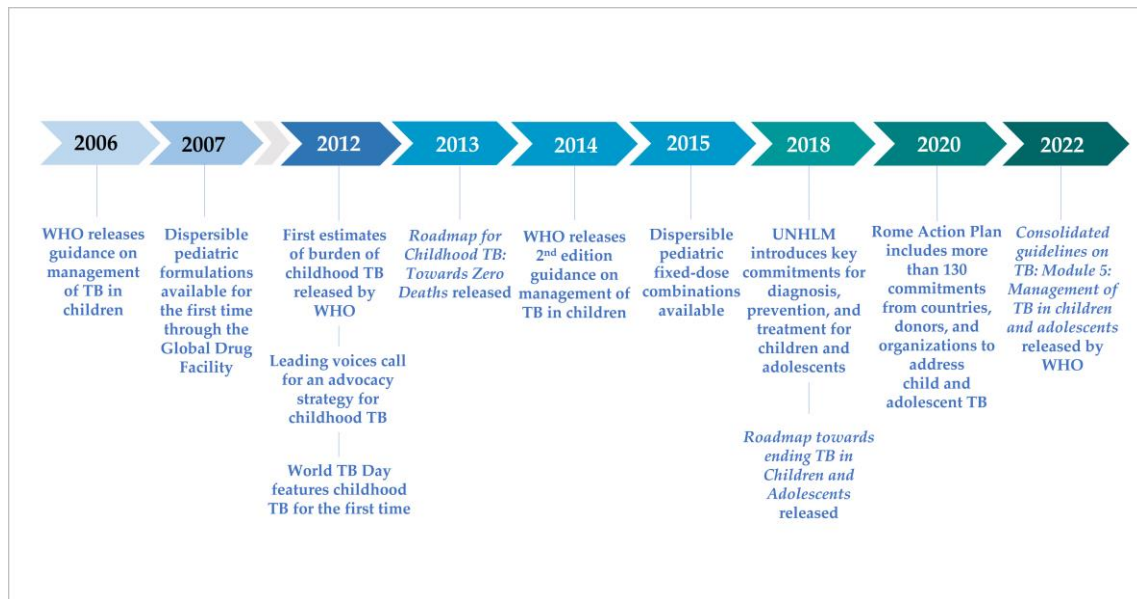 2006
2007
2012
2013
2014
2015
2018
2020
2022
WHO releases
guidance on
management
of TB in
children
Dispersible
pediatric
formulations
available for
the first time
through the
Global Drug
Facility
First estimates
of burden of
childhood TB
released by
WHO
Leading voices call
for an advocacy
strategy for
childhood TB
World TB Day
features childhood
TB for the first time
Roadmap for
Childhood TB:
Towards Zero
Deaths released
WHO releases
2nd edition
guidance on
management of
TB in children
Dispersible
pediatric
fixed-dose
combinations
available
UNHLM
introduces key
commitments for
diagnosis,
prevention, and
treatment for
children and
adolescents
Roadmap towards
ending TB in
Children and
Adolescents
released
Rome Action Plan
includes more
than 130
commitments
from countries,
donors, and
organizations to
address
child and
adolescent TB
Consolidated
guidelines on
TB: Module 5:
Management of
TB in children
and adolescents
released by
WHO